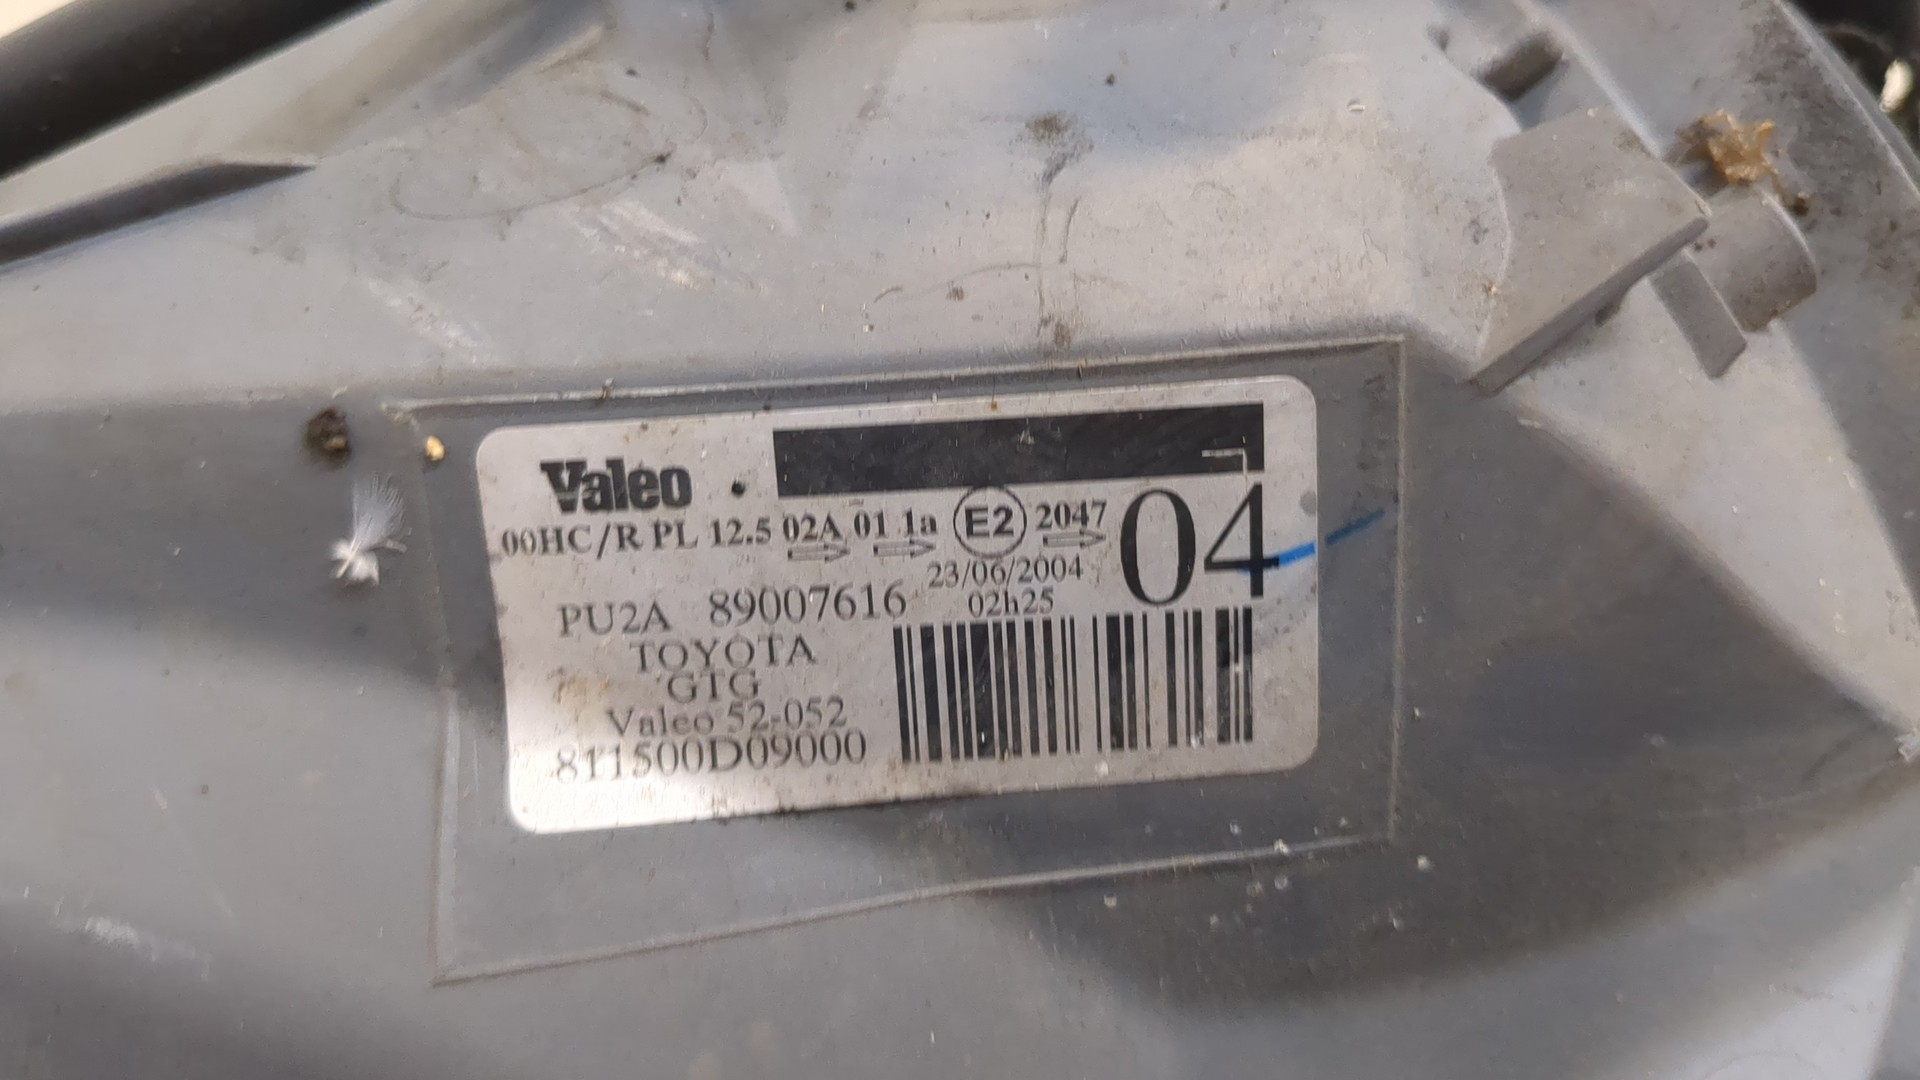 Valeo
00HC/R PL 12.5 02A 01 1a E2 2047
04
23/06/2004
PU2A 89007616 02h25
TOYOTA
GTG
Valeo 52-052
811500D09000